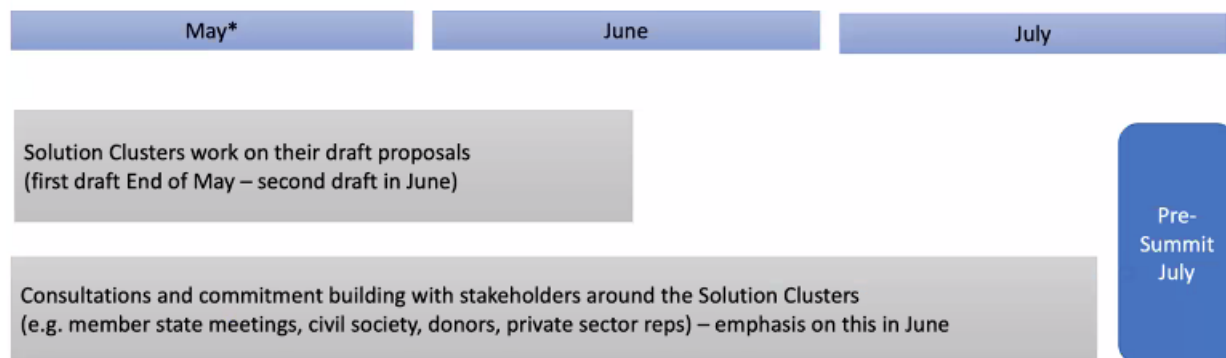 May*
June
July
Solution Clusters work on their draft proposals
(first draft End of May – second draft in June)
Pre-
Summit
July
Consultations and commitment building with stakeholders around the Solution Clusters
(e.g. member state meetings, civil society, donors, private sector reps) – emphasis on this in June